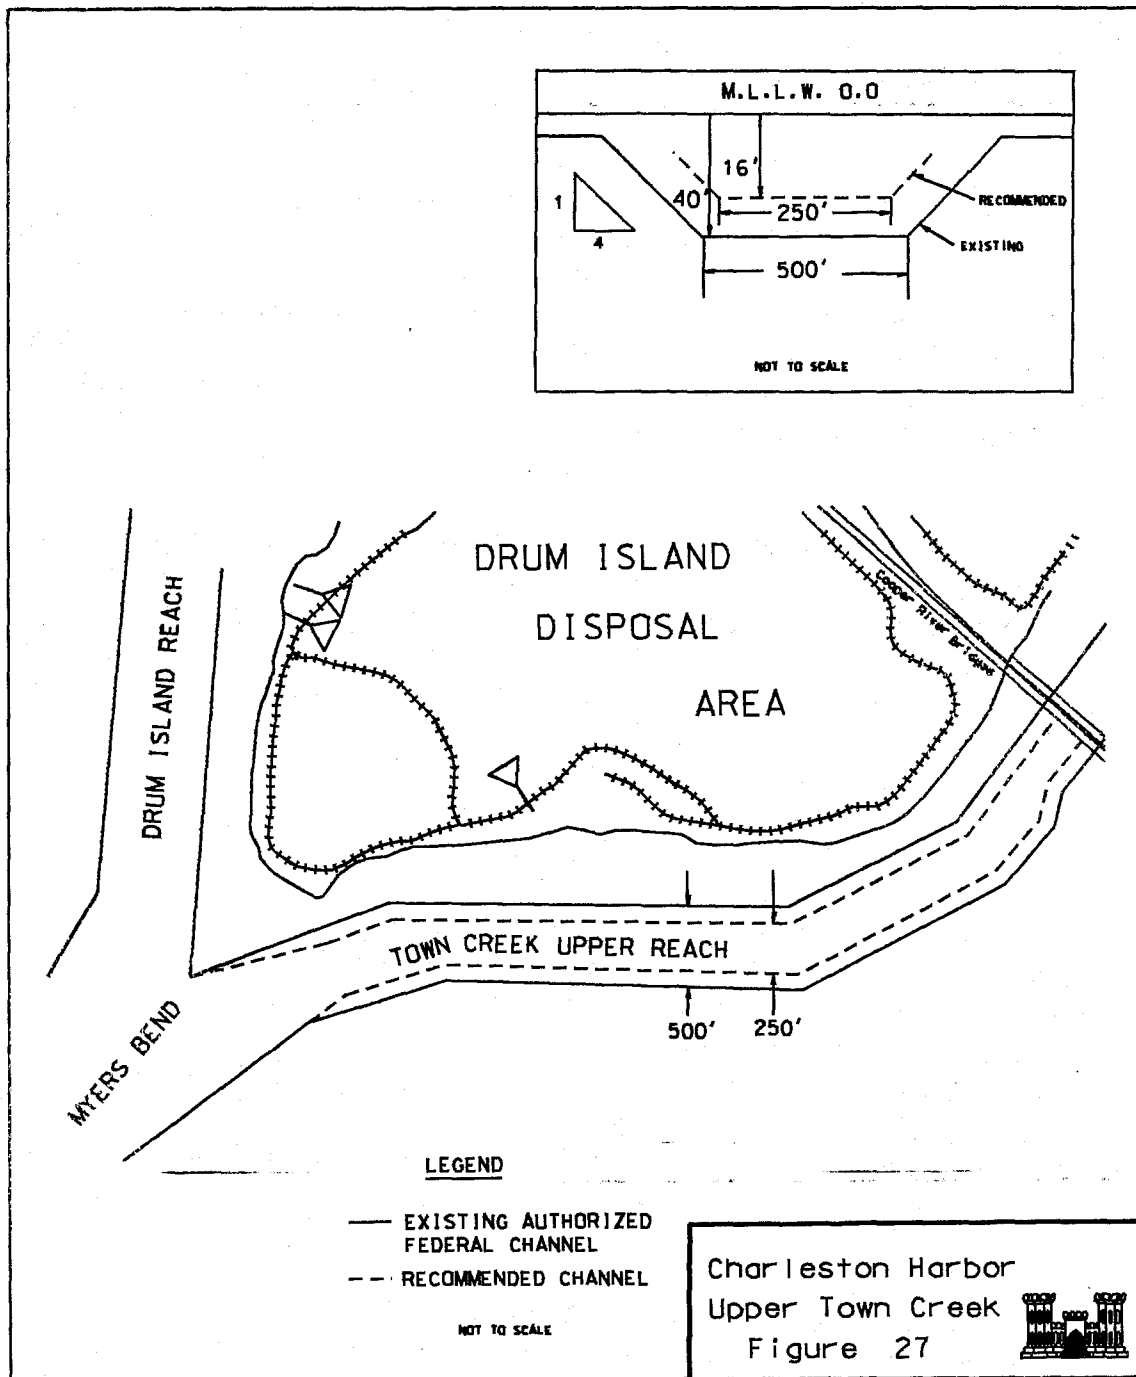 M.L.L.W. 0.0
16'
40'
250'
RECOMMENDED
1
4
EXISTING
500'
NOT TO SCALE
DRUM ISLAND
DISPOSAL
AREA
Cooper River Bridges
DRUM ISLAND REACH
TOWN CREEK UPPER REACH
500'
250'
MYERS BEND
LEGEND
EXISTING AUTHORIZED
FEDERAL CHANNEL
RECOMMENDED CHANNEL
NOT TO SCALE
Charleston Harbor
Upper Town Creek
Figure 27